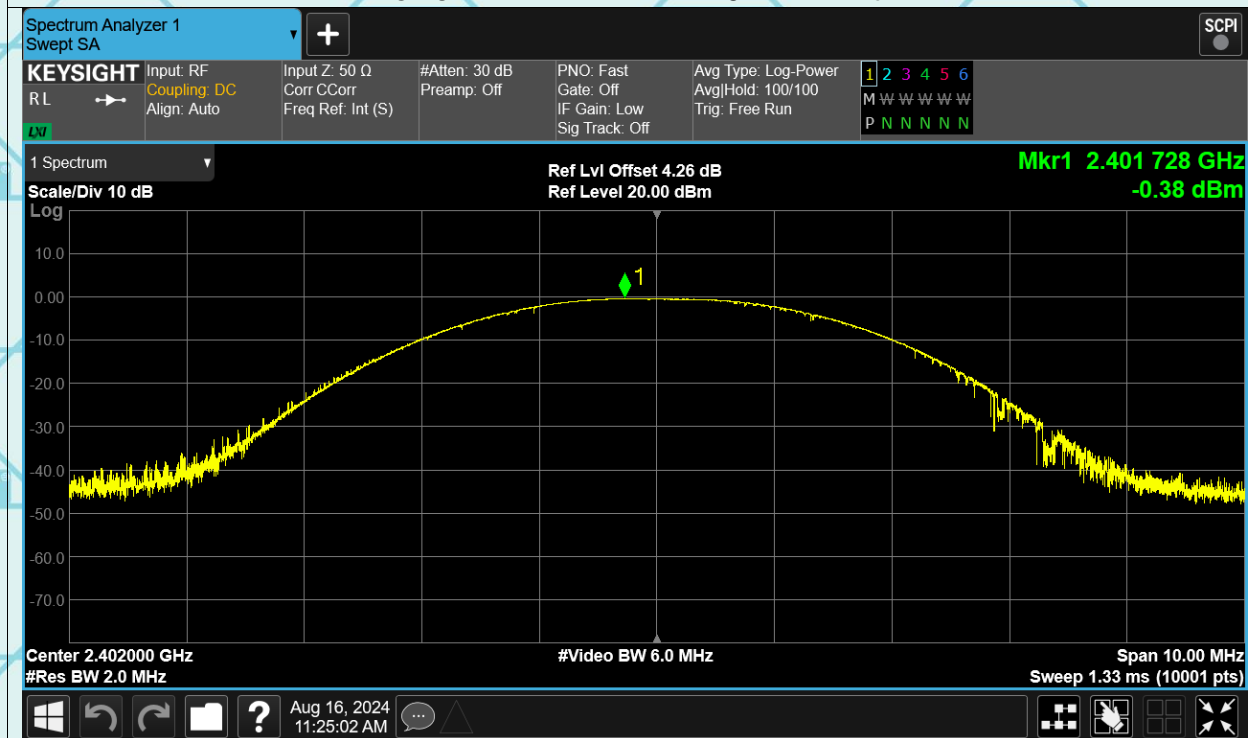 Spectrum Analyzer 1
Swept SA
+
SCPI
KEYSIGHT
R L
LXI
Input: RF
Coupling: DC
Align: Auto
Input Z: 50 Ω
Corr CCorr
Freq Ref: Int (S)
#Atten: 30 dB
Preamp: Off
PNO: Fast
Gate: Off
IF Gain: Low
Sig Track: Off
Avg Type: Log-Power
Avg|Hold: 100/100
Trig: Free Run
1 2 3 4 5 6
M W W W W W
P N N N N N
1 Spectrum
Scale/Div 10 dB
Log
Ref Lvl Offset 4.26 dB
Ref Level 20.00 dBm
Mkr1 2.401 728 GHz
-0.38 dBm
1
10.0
0.00
-10.0
-20.0
-30.0
-40.0
-50.0
-60.0
-70.0
Center 2.402000 GHz
#Video BW 6.0 MHz
Span 10.00 MHz
#Res BW 2.0 MHz
Sweep 1.33 ms (10001 pts)
?
Aug 16, 2024
11:25:02 AM